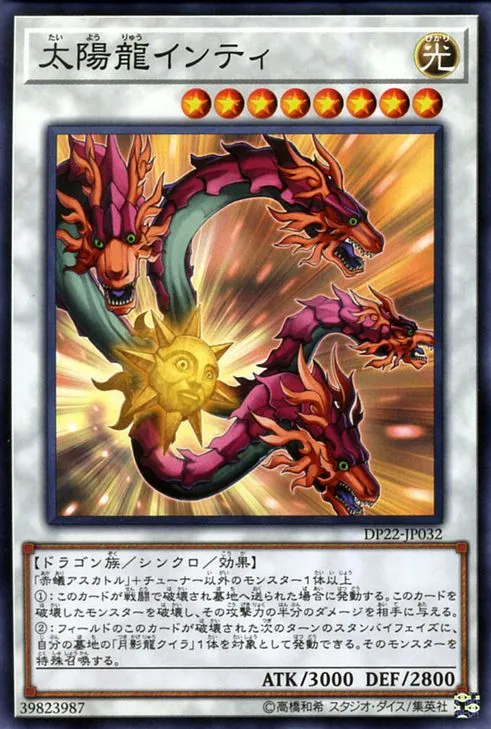 太陽龍インティ
光
DP22-JP032
【ドラゴン族／シンクロ／効果】
「赤蟻アスカトル」＋チューナー以外のモンスター1体以上
①：このカードが戦闘で破壊され墓地へ送られた場合に発動する。このカードを
破壊したモンスターを破壊し、その攻撃力の半分のダメージを相手に与える。
②：フィールドのこのカードが破壊された次のターンのスタンバイフェイズに、
自分の墓地の「月影龍クイラ」1体を対象として発動できる。そのモンスターを
特殊召喚する。
ATK/3000 DEF/2800
39823987
©高橋和希 スタジオ・ダイス/集英社